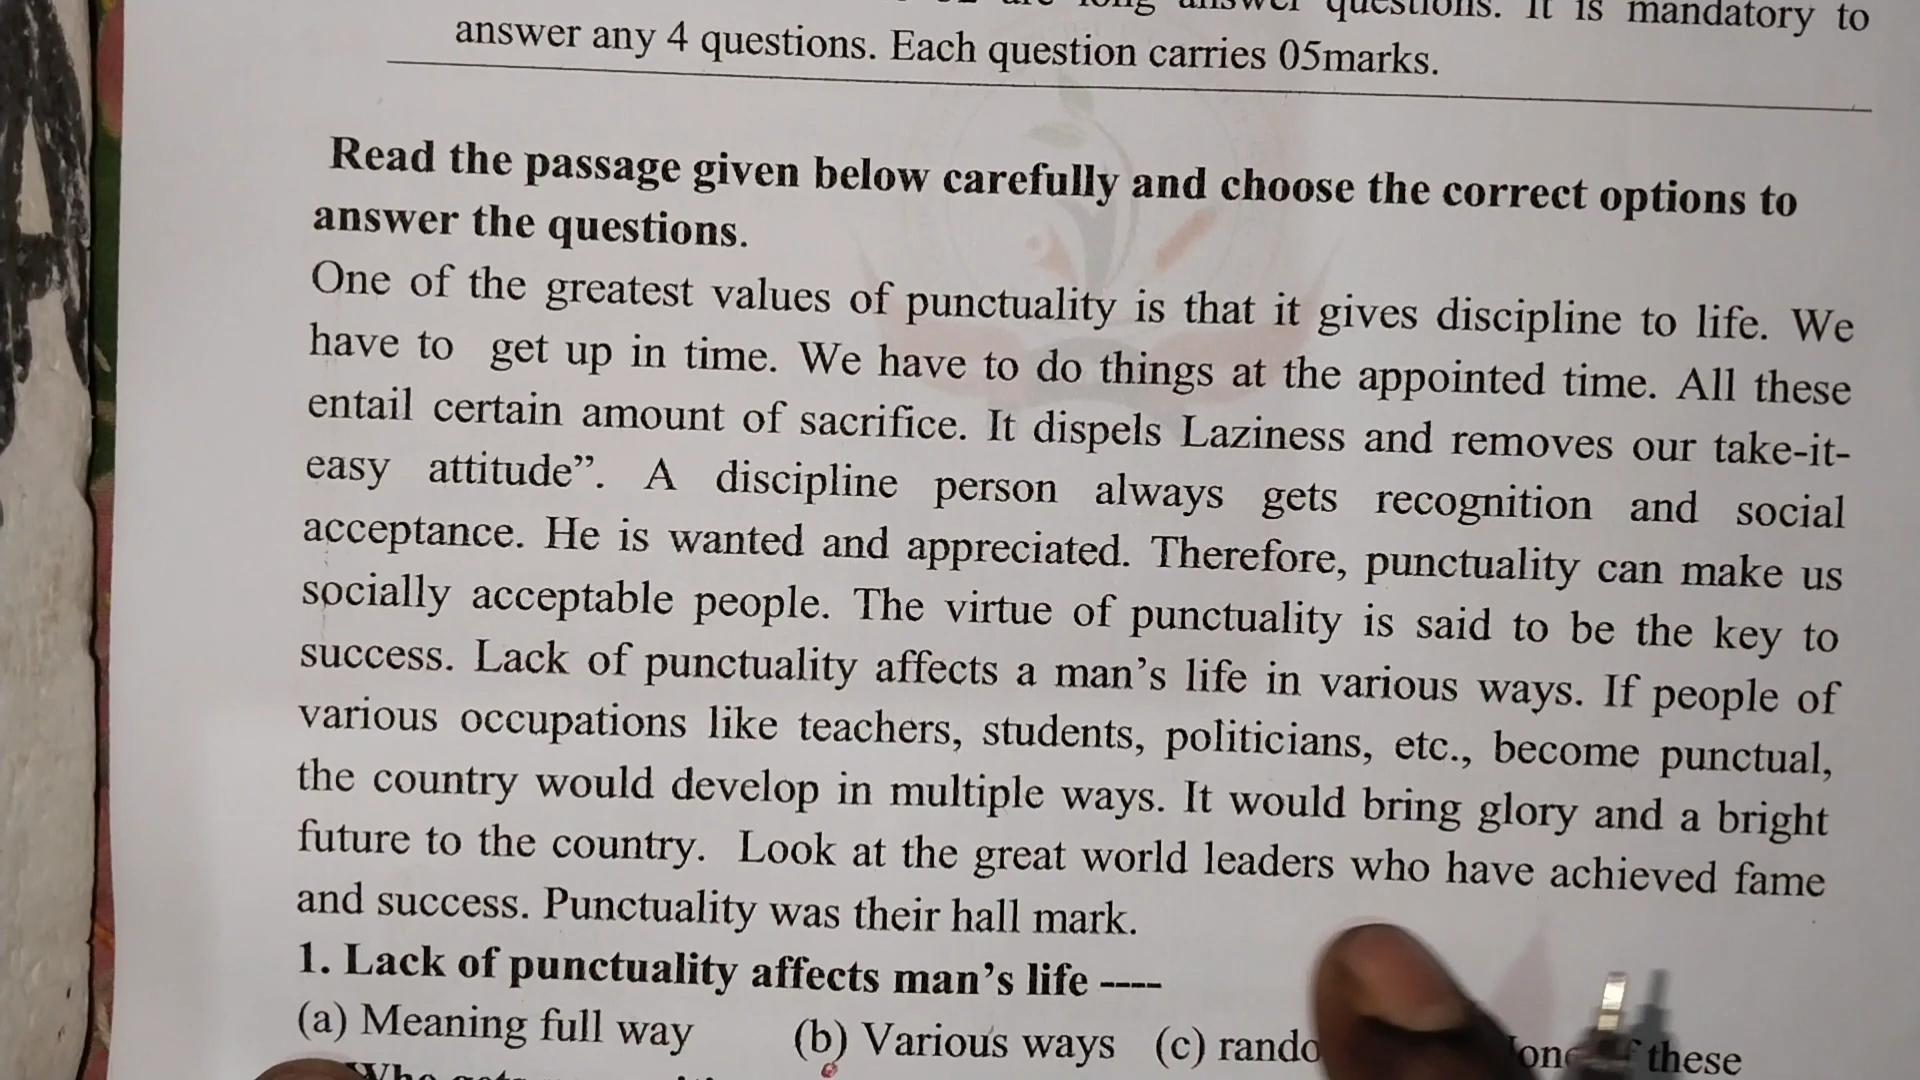 are long answer questions. It is mandatory to
answer any 4 questions. Each question carries 05marks.
Read the passage given below carefully and choose the correct options to
answer the questions.
One of the greatest values of punctuality is that it gives discipline to life. We
have to get up in time. We have to do things at the appointed time. All these
entail certain amount of sacrifice. It dispels Laziness and removes our take-it-
easy attitude”. A discipline person always gets recognition and social
acceptance. He is wanted and appreciated. Therefore, punctuality can make us
socially acceptable people. The virtue of punctuality is said to be the key to
success. Lack of punctuality affects a man’s life in various ways. If people of
various occupations like teachers, students, politicians, etc., become punctual,
the country would develop in multiple ways. It would bring glory and a bright
future to the country. Look at the great world leaders who have achieved fame
and success. Punctuality was their hall mark.
1. Lack of punctuality affects man’s life ----
(a) Meaning full way (b) Various ways (c) these